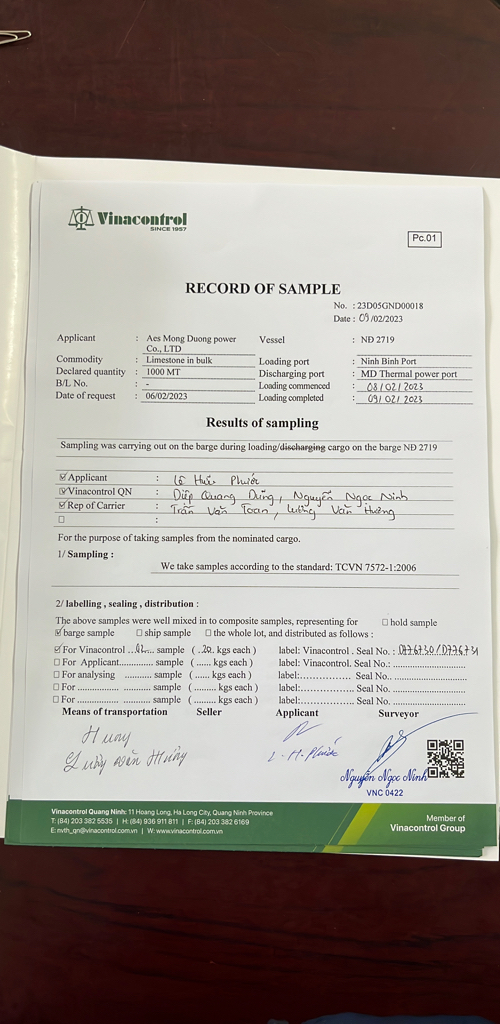 Vinacontrol
SINCE 1957
Pc.01
RECORD OF SAMPLE
No. : 23D05GND00018
Date : 09/02/2023
Applicant : Aes Mong Duong power Co., LTD Vessel : NĐ 2719
Commodity : Limestone in bulk Loading port : Ninh Binh Port
Declared quantity : 1000 MT Discharging port : MD Thermal power port
B/L No. : - Loading commenced : 08/02/2023
Date of request : 06/02/2023 Loading completed : 09/02/2023
Results of sampling
Sampling was carrying out on the barge during loading/discharging cargo on the barge NĐ 2719
Applicant : Lê Hữu Phước
Vinacontrol QN : Diệp Quang Dũng, Nguyễn Ngọc Ninh
Rep of Carrier : Trần Văn Toan, Lường Văn Hưởng
:
For the purpose of taking samples from the nominated cargo.
1/ Sampling :
We take samples according to the standard: TCVN 7572-1:2006
2/ labelling , sealing , distribution :
The above samples were well mixed in to composite samples, representing for hold sample
barge sample ship sample the whole lot, and distributed as follows :
For Vinacontrol ...02... sample ( ..20. kgs each ) label: Vinacontrol . Seal No. : 0776730/0776731
For Applicant.............. sample ( ...... kgs each ) label: Vinacontrol. Seal No.: ........................
For analysing ........... sample ( ...... kgs each ) label:................ Seal No.. ........................
For ............. ........... sample ( ......... kgs each ) label:................ Seal No. ........................
For ............. ........... sample ( ......... kgs each ) label:................ Seal No. ........................
Means of transportation Seller Applicant Surveyor
Lường Văn Hưởng
L. H. Phước
Nguyễn Ngọc Ninh
VNC 0422
Vinacontrol Quang Ninh: 11 Hoang Long, Ha Long City, Quang Ninh Province
T: (84) 203 382 5535 | H: (84) 936 911 811 | F: (84) 203 382 6169
E: nvth_qn@vinacontrol.com.vn | W: www.vinacontrol.com.vn
Member of
Vinacontrol Group